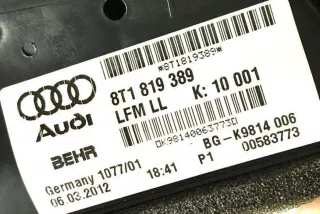 *8T1819389*
8T1 819 389
LFM LL K: 10 001
Audi
DK98140063773D
BEHR
BG-K9814 006
Germany 1077/01
P1 00583773
06.03.2012 18:41